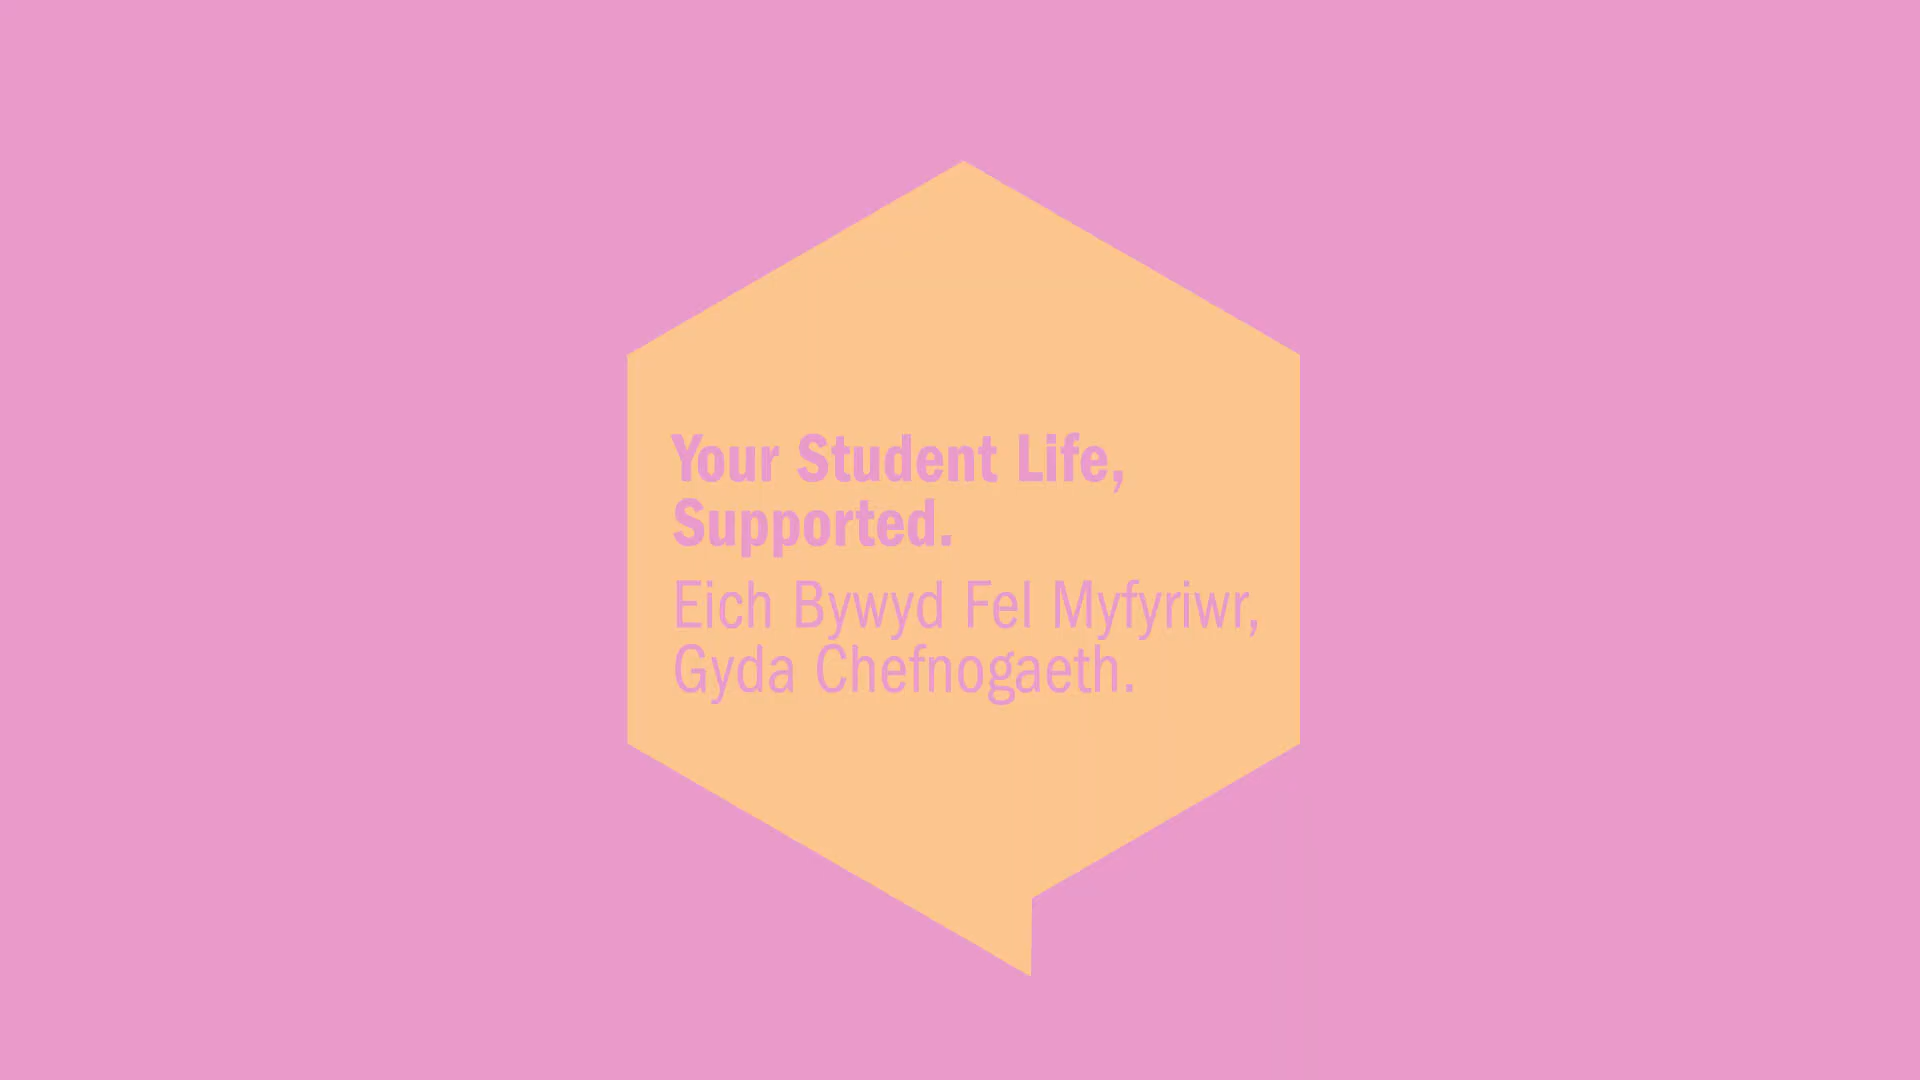 Your Student Life,
Supported.
Eich Bywyd Fel Myfyriwr,
Gyda Chefnogaeth.